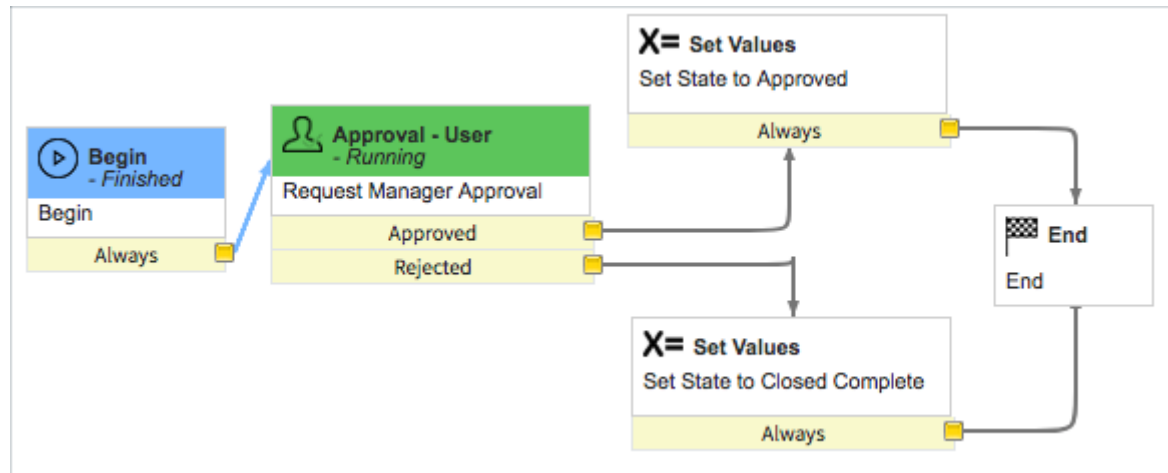 Begin
- Finished
Begin
Always
Approval - User
- Running
Request Manager Approval
Approved
Rejected
X= Set Values
Set State to Approved
Always
X= Set Values
Set State to Closed Complete
Always
End
End